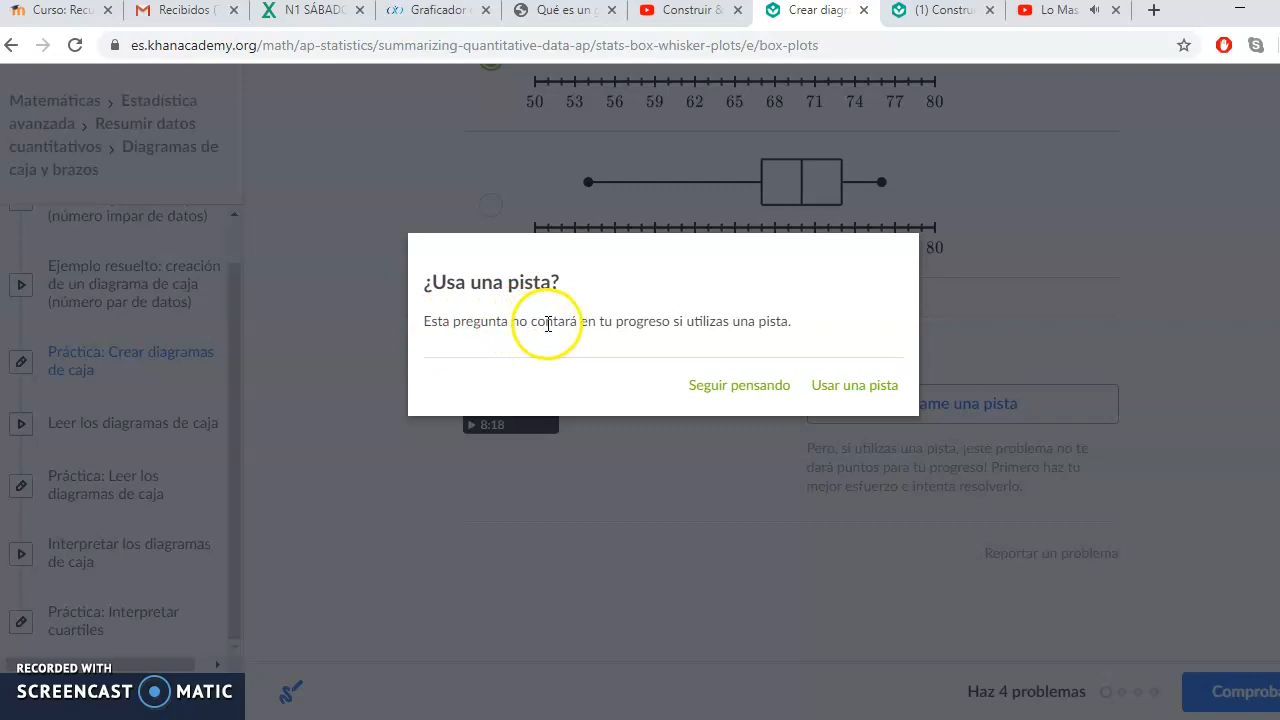 Curso: Recu
Recibidos (
N1 SÁBADO
Graficador
Qué es un g
Construir &
Crear diagr
(1) Constru
Lo Mas
es.khanacademy.org/math/ap-statistics/summarizing-quantitative-data-ap/stats-box-whisker-plots/e/box-plots
Matemáticas > Estadística
avanzada > Resumir datos
cuantitativos > Diagramas de
caja y brazos
(número impar de datos)
Ejemplo resuelto: creación
de un diagrama de caja
(número par de datos)
Práctica: Crear diagramas
de caja
Leer los diagramas de caja
Práctica: Leer los
diagramas de caja
Interpretar los diagramas
de caja
Práctica: Interpretar
cuartiles
50 53 56 59 62 65 68 71 74 77 80
80
¿Usa una pista?
Esta pregunta no contará en tu progreso si utilizas una pista.
Seguir pensando
Usar una pista
8:18
ame una pista
Pero, si utilizas una pista, ¡este problema no te
dará puntos para tu progreso! Primero haz tu
mejor esfuerzo e intenta resolverlo.
Reportar un problema
RECORDED WITH
SCREENCAST MATIC
Haz 4 problemas
Comproba